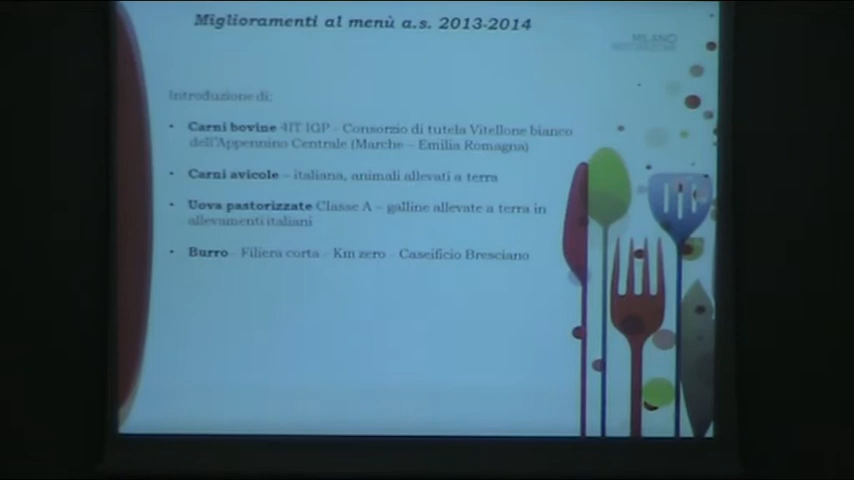 Miglioramenti al menù a.s. 2013-2014
MILANO
RISTORAZIONE
Introduzione di:
• Carni bovine 4IT IGP - Consorzio di tutela Vitellone bianco
dell'Appennino Centrale (Marche – Emilia Romagna)
• Carni avicole – italiana, animali allevati a terra
• Uova pastorizzate Classe A – galline allevate a terra in
allevamenti italiani
• Burro - Filiera corta - Km zero - Caseificio Bresciano